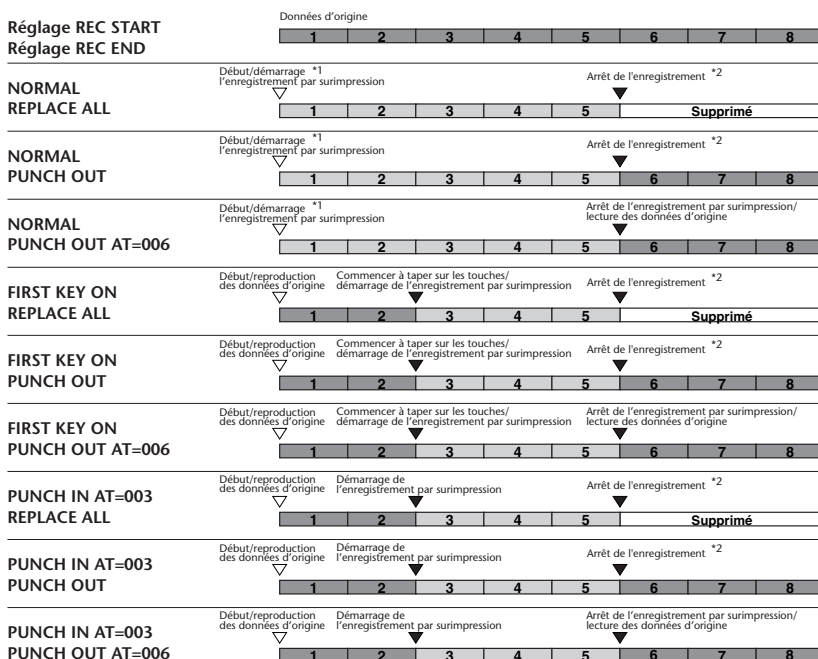 Réglage REC START
Réglage REC END
Données d'origine
1 2 3 4 5 6 7 8
NORMAL
REPLACE ALL
Début/démarrage *1
l'enregistrement par surimpression
Arrêt de l'enregistrement *2
1 2 3 4 5 Supprimé
NORMAL
PUNCH OUT
Début/démarrage *1
l'enregistrement par surimpression
Arrêt de l'enregistrement *2
1 2 3 4 5 6 7 8
NORMAL
PUNCH OUT AT=006
Début/démarrage *1
l'enregistrement par surimpression
Arrêt de l'enregistrement par surimpression/
lecture des données d'origine
1 2 3 4 5 6 7 8
FIRST KEY ON
REPLACE ALL
Début/reproduction
des données d'origine
Commencer à taper sur les touches/
démarrage de l'enregistrement par surimpression
Arrêt de l'enregistrement *2
1 2 3 4 5 Supprimé
FIRST KEY ON
PUNCH OUT
Début/reproduction
des données d'origine
Commencer à taper sur les touches/
démarrage de l'enregistrement par surimpression
Arrêt de l'enregistrement *2
1 2 3 4 5 6 7 8
FIRST KEY ON
PUNCH OUT AT=006
Début/reproduction
des données d'origine
Commencer à taper sur les touches/
démarrage de l'enregistrement par surimpression
Arrêt de l'enregistrement par surimpression/
lecture des données d'origine
1 2 3 4 5 6 7 8
PUNCH IN AT=003
REPLACE ALL
Début/reproduction
des données d'origine
Démarrage de
l'enregistrement par surimpression
Arrêt de l'enregistrement *2
1 2 3 4 5 Supprimé
PUNCH IN AT=003
PUNCH OUT
Début/reproduction
des données d'origine
Démarrage de
l'enregistrement par surimpression
Arrêt de l'enregistrement *2
1 2 3 4 5 6 7 8
PUNCH IN AT=003
PUNCH OUT AT=006
Début/reproduction
des données d'origine
Démarrage de
l'enregistrement par surimpression
Arrêt de l'enregistrement par surimpression/
lecture des données d'origine
1 2 3 4 5 6 7 8